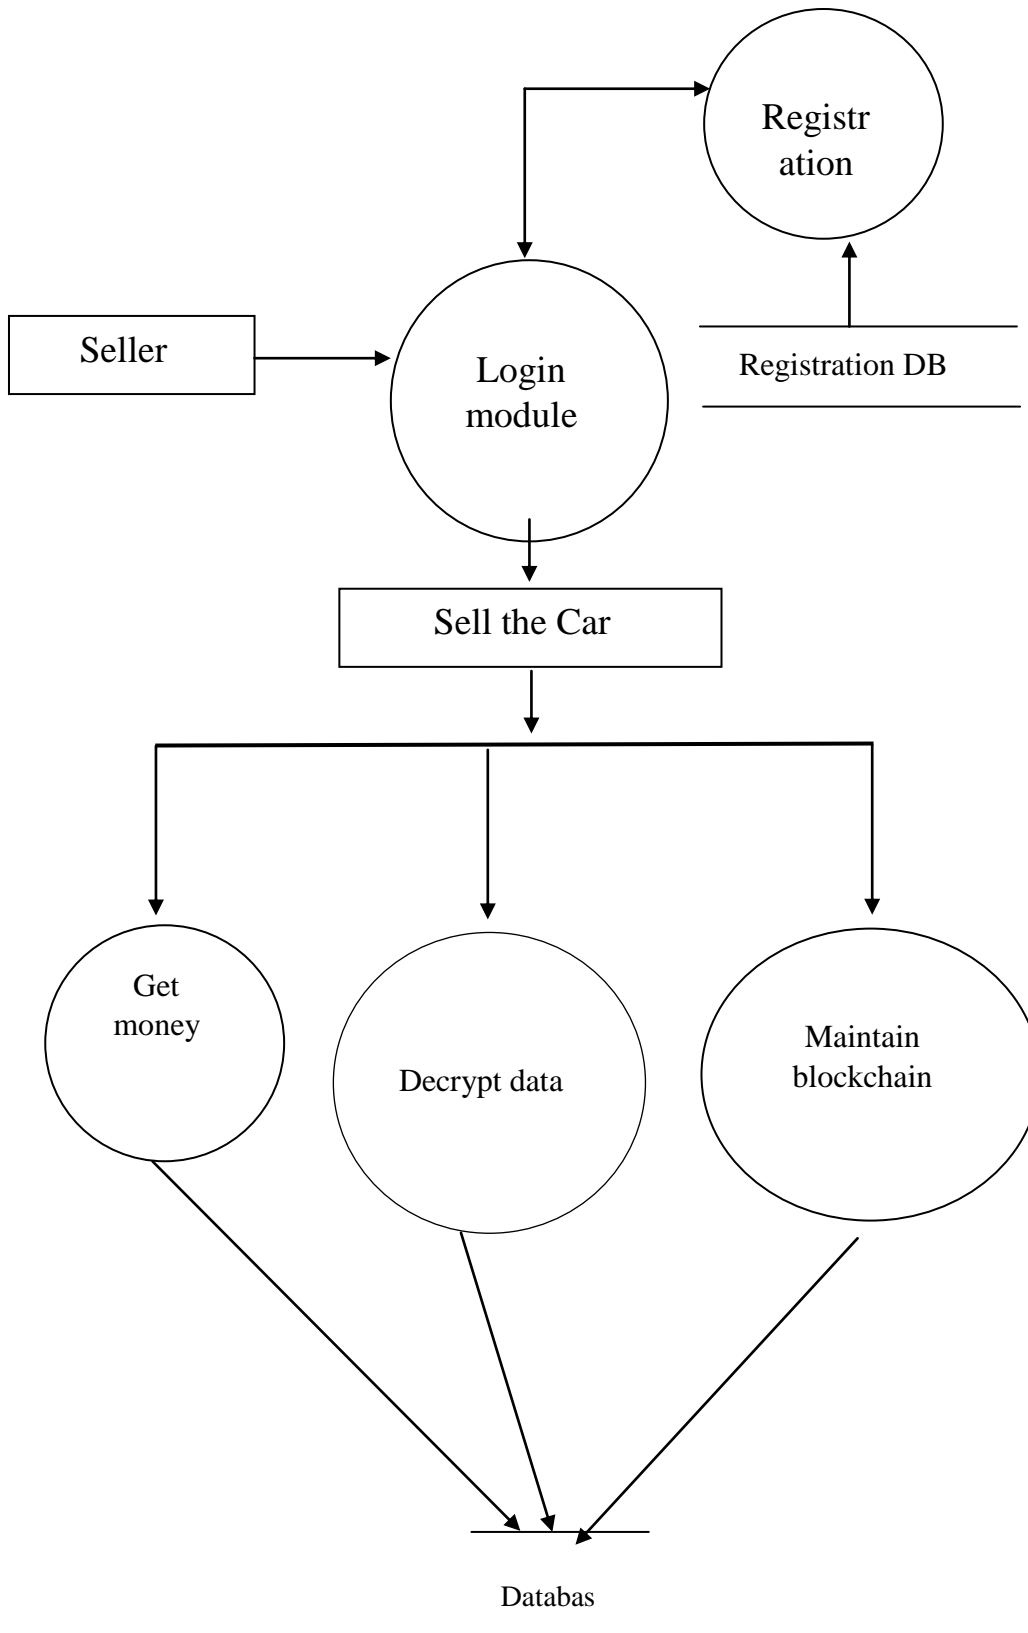 Registr
ation
Seller
Login
module
Registration DB
Sell the Car
Get
money
Decrypt data
Maintain
blockchain
Databas